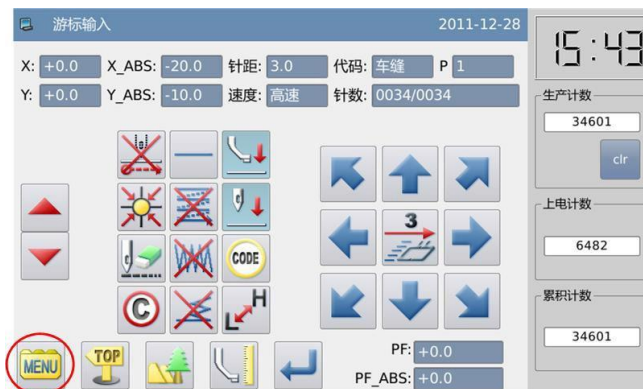 游标输入 2011-12-28
15:43
X: +0.0 X_ABS: -20.0 针距: 3.0 代码: 车缝 P 1
Y: +0.0 Y_ABS: -10.0 速度: 高速 针数: 0034/0034
生产计数
34601
clr
上电计数
6482
累积计数
34601
3
CODE
C
L H
MENU
TOP
PF: +0.0
PF_ABS: +0.0